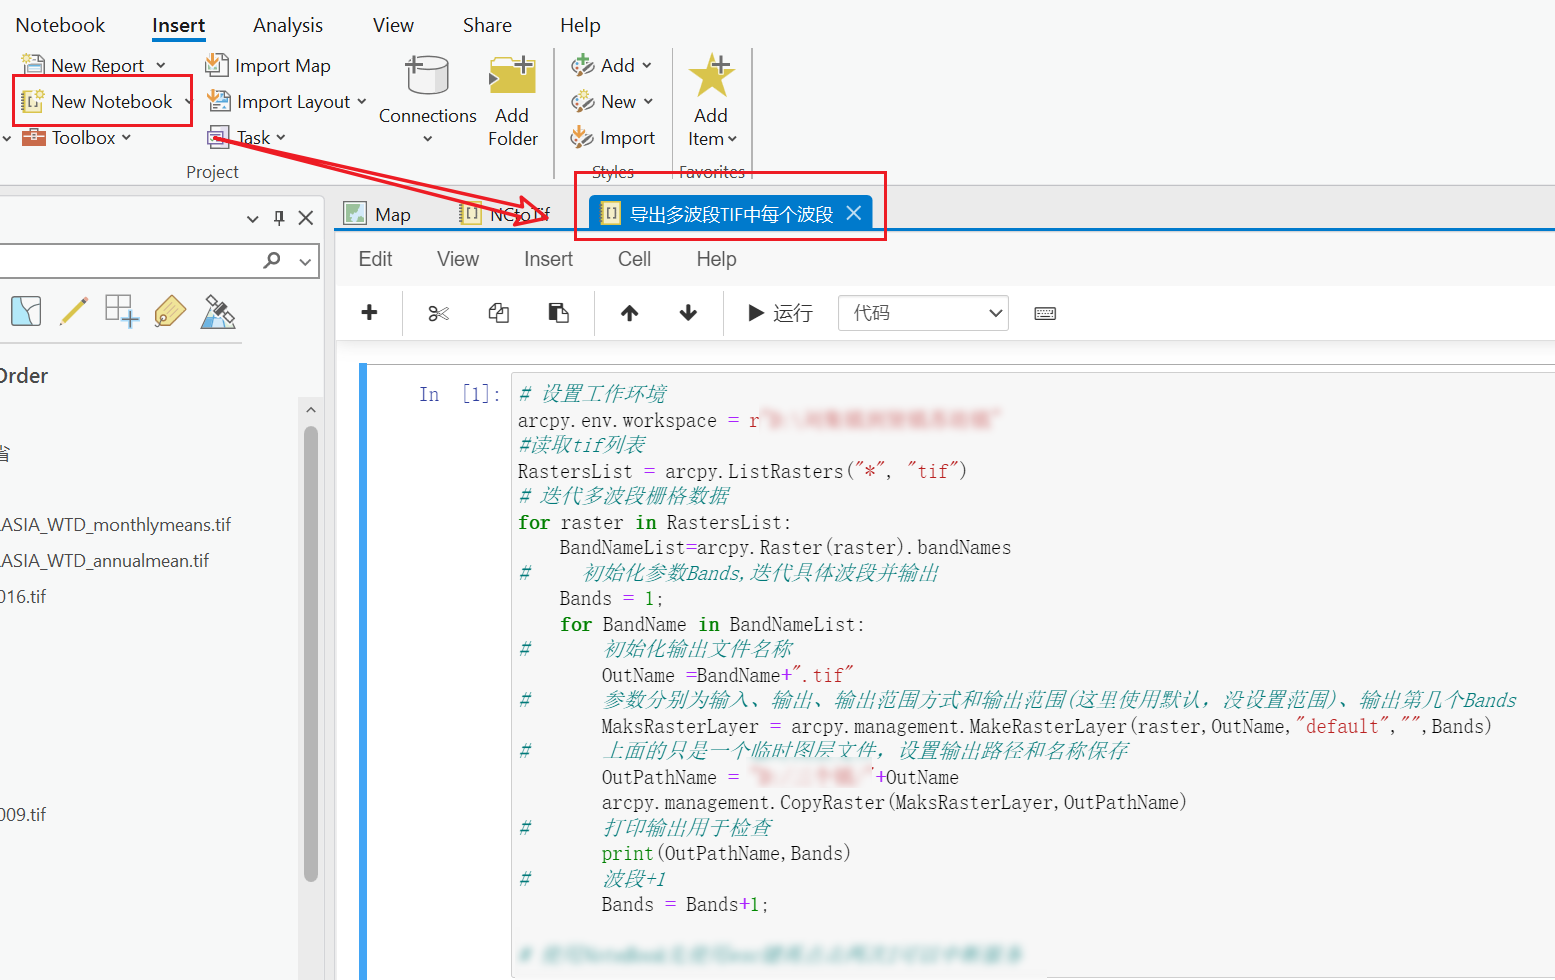 Notebook Insert Analysis View Share Help
New Report Import Map
New Notebook Import Layout
Toolbox Task
Connections
Add Folder
Add
New
Import
Add Item
Project Styles Favorites
Map NCtoTif 导出多波段TIF中每个波段
Edit View Insert Cell Help
运行 代码
Order
省
ASIA_WTD_monthlymeans.tif
ASIA_WTD_annualmean.tif
016.tif
009.tif
In [1]:
# 设置工作环境
arcpy.env.workspace = r"
#读取tif列表
RastersList = arcpy.ListRasters("*", "tif")
# 迭代多波段栅格数据
for raster in RastersList:
BandNameList=arcpy.Raster(raster).bandNames
# 初始化参数Bands,迭代具体波段并输出
Bands = 1;
for BandName in BandNameList:
# 初始化输出文件名称
OutName =BandName+".tif"
# 参数分别为输入、输出、输出范围方式和输出范围(这里使用默认，没设置范围)、输出第几个Bands
MaksRasterLayer = arcpy.management.MakeRasterLayer(raster,OutName,"default","",Bands)
# 上面的只是一个临时图层文件，设置输出路径和名称保存
OutPathName = +OutName
arcpy.management.CopyRaster(MaksRasterLayer,OutPathName)
# 打印输出用于检查
print(OutPathName,Bands)
# 波段+1
Bands = Bands+1;